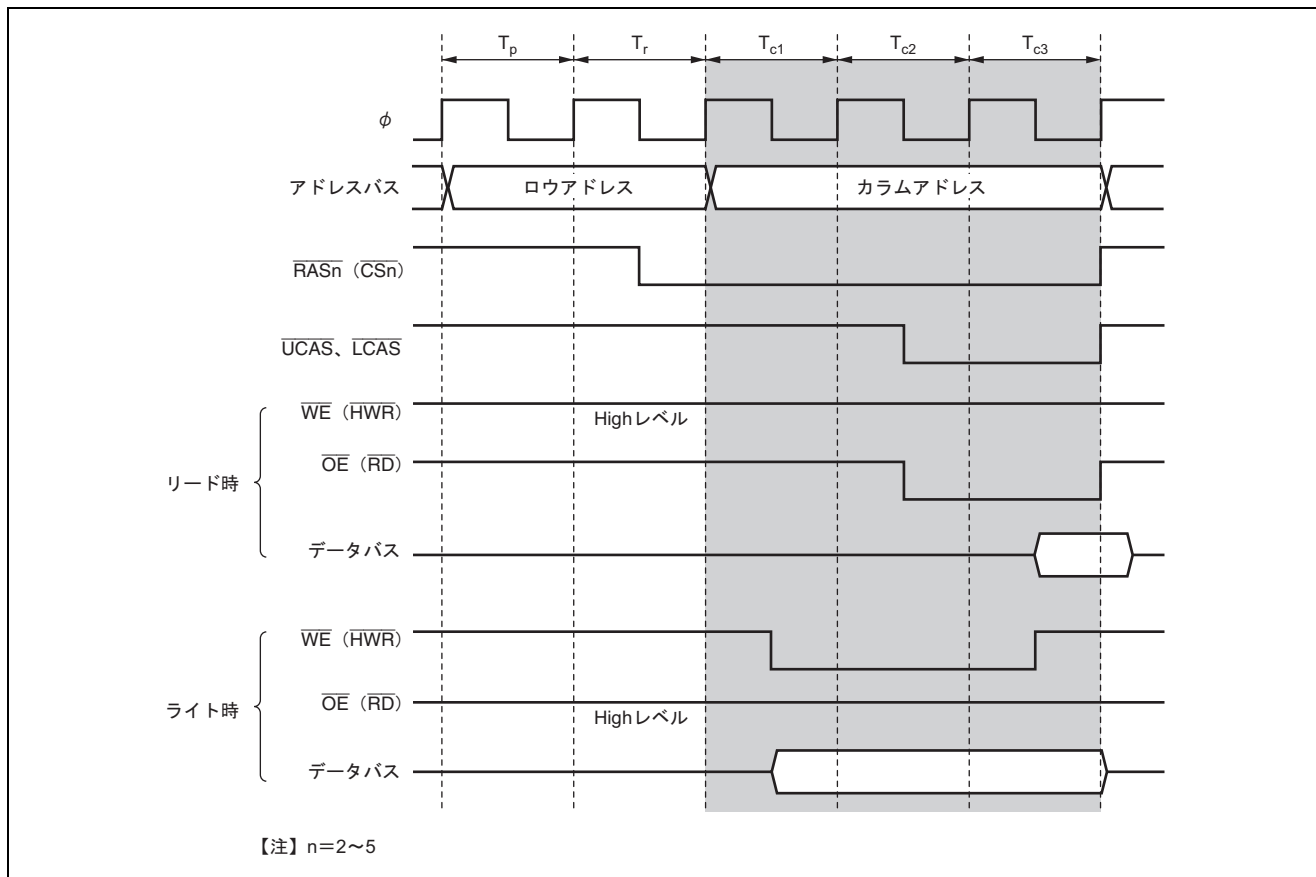 Tp Tr Tc1 Tc2 Tc3
φ
アドレスバス ロウアドレス カラムアドレス
RASn（CSn）
UCAS、LCAS
WE（HWR） Highレベル
リード時 OE（RD）
データバス
WE（HWR）
ライト時 OE（RD） Highレベル
データバス
【注】n＝2～5